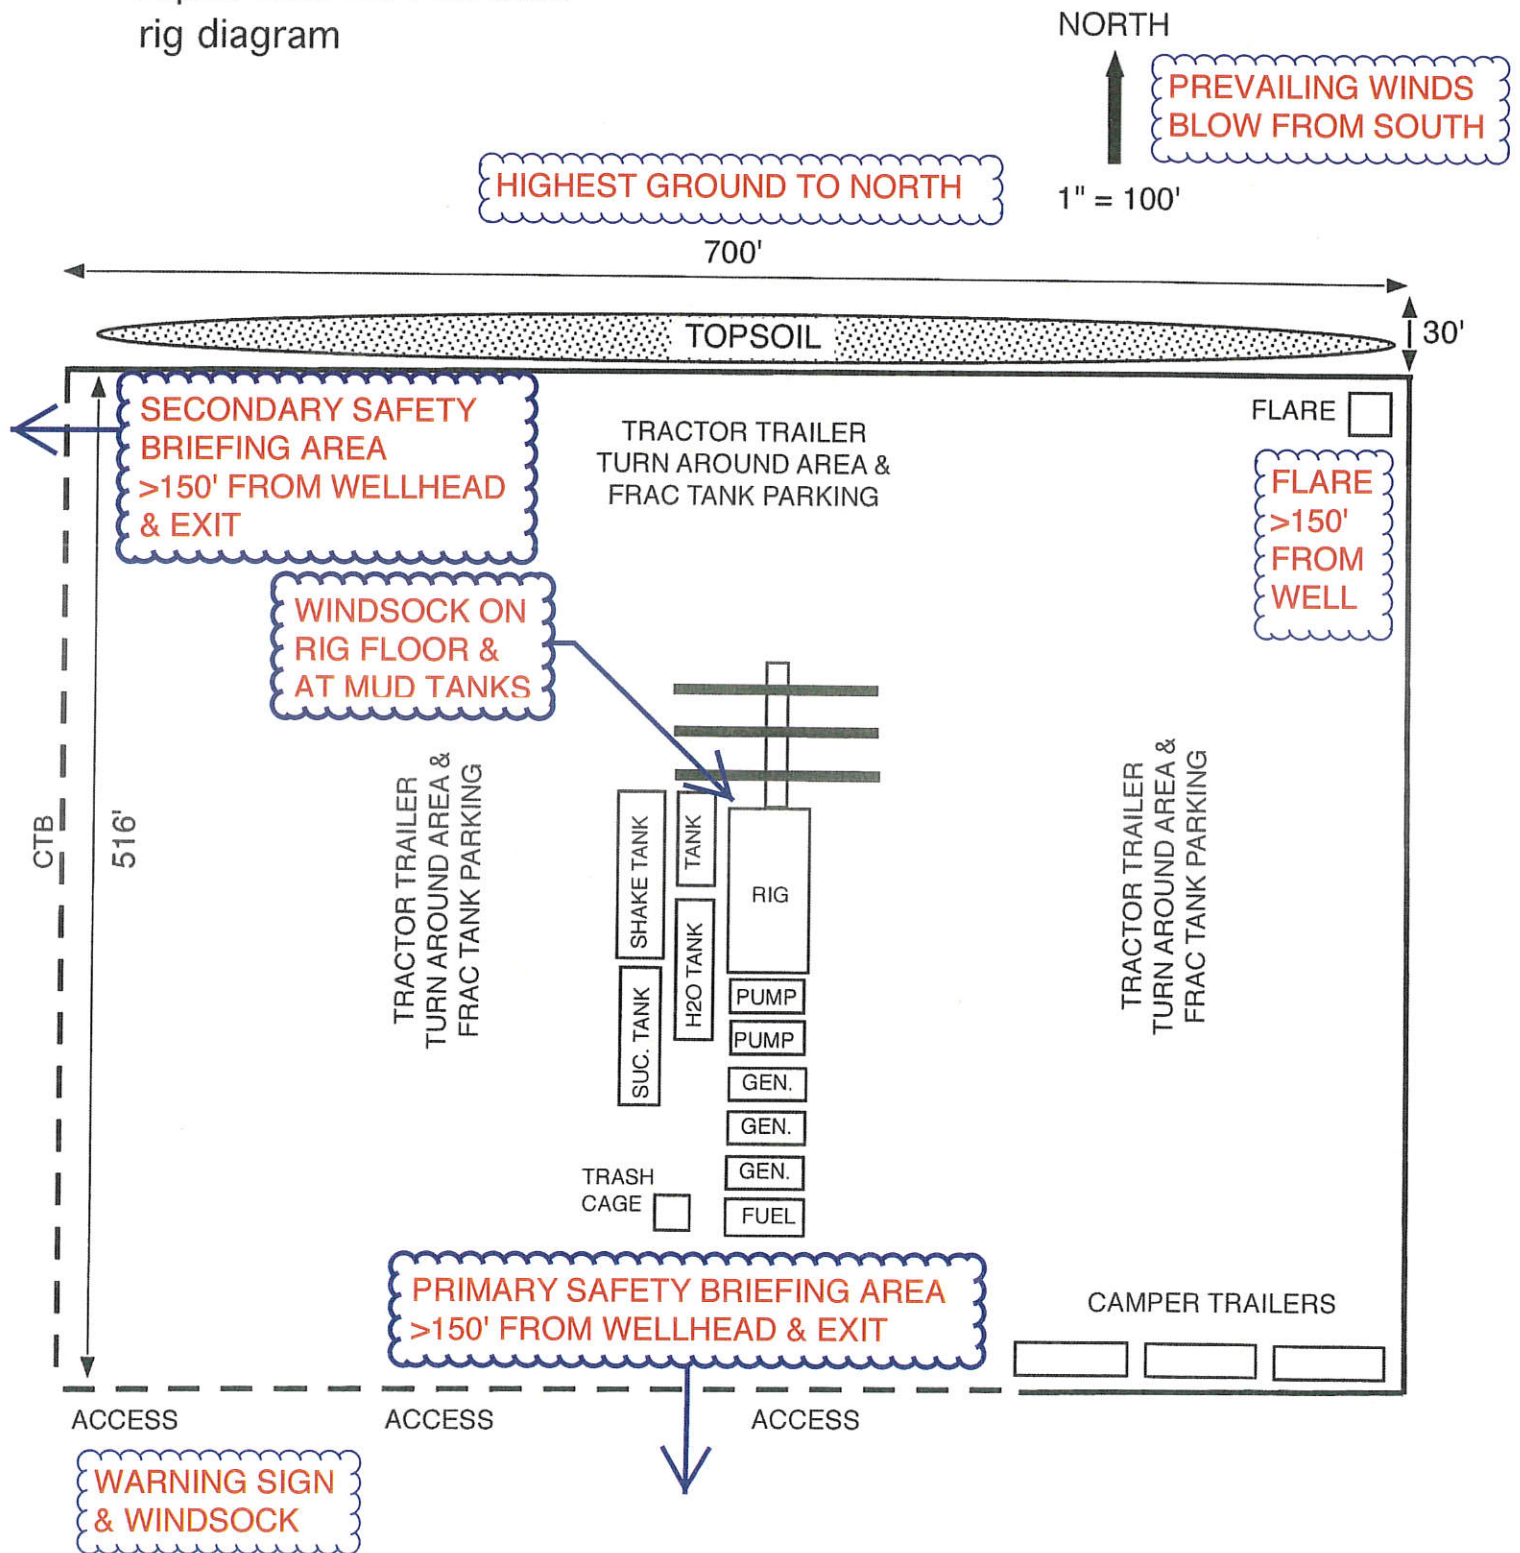 rig diagram
NORTH
PREVAILING WINDS
BLOW FROM SOUTH
HIGHEST GROUND TO NORTH
1" = 100'
700'
TOPSOIL
30'
SECONDARY SAFETY
BRIEFING AREA
>150' FROM WELLHEAD
& EXIT
TRACTOR TRAILER
TURN AROUND AREA &
FRAC TANK PARKING
FLARE
FLARE
>150'
FROM
WELL
WINDSOCK ON
RIG FLOOR &
AT MUD TANKS
CTB
516'
TRACTOR TRAILER
TURN AROUND AREA &
FRAC TANK PARKING
SHAKE TANK
TANK
RIG
TRACTOR TRAILER
TURN AROUND AREA &
FRAC TANK PARKING
H2O TANK
SUC. TANK
PUMP
PUMP
GEN.
GEN.
GEN.
FUEL
TRASH
CAGE
PRIMARY SAFETY BRIEFING AREA
>150' FROM WELLHEAD & EXIT
CAMPER TRAILERS
ACCESS
ACCESS
ACCESS
WARNING SIGN
& WINDSOCK